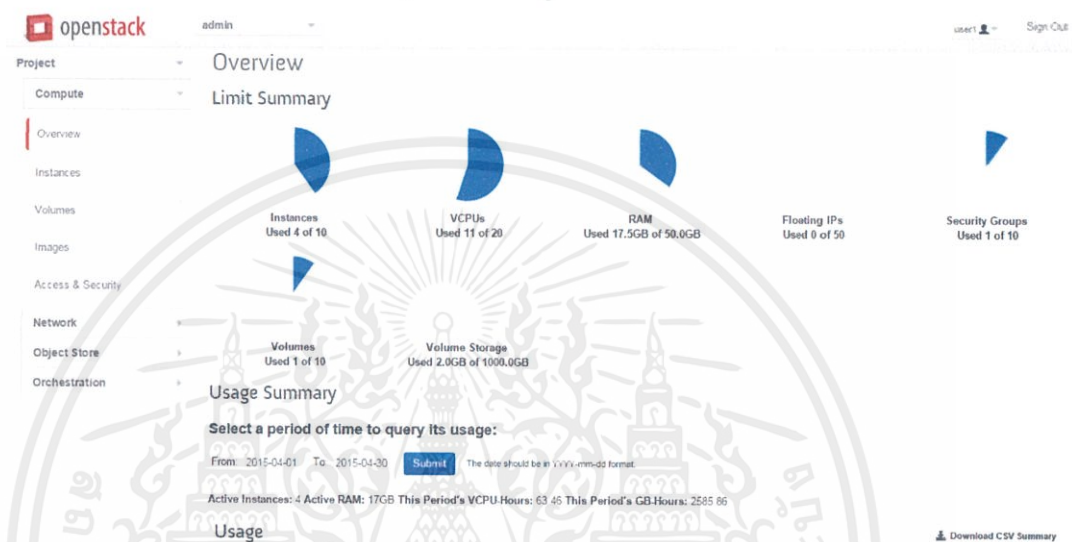 openstack
admin
user1
Sign Out
Project
Compute
Overview
Instances
Volumes
Images
Access & Security
Network
Object Store
Orchestration
Overview
Limit Summary
Instances
Used 4 of 10
VCPUs
Used 11 of 20
RAM
Used 17.5GB of 50.0GB
Floating IPs
Used 0 of 50
Security Groups
Used 1 of 10
Volumes
Used 1 of 10
Volume Storage
Used 2.0GB of 1000.0GB
Usage Summary
Select a period of time to query its usage:
From: 2015-04-01 To: 2015-04-30 Submit The date should be in YYYY-mm-dd format.
Active Instances: 4 Active RAM: 17GB This Period's VCPU-Hours: 63.46 This Period's GB-Hours: 2585.86
Usage
Download CSV Summary